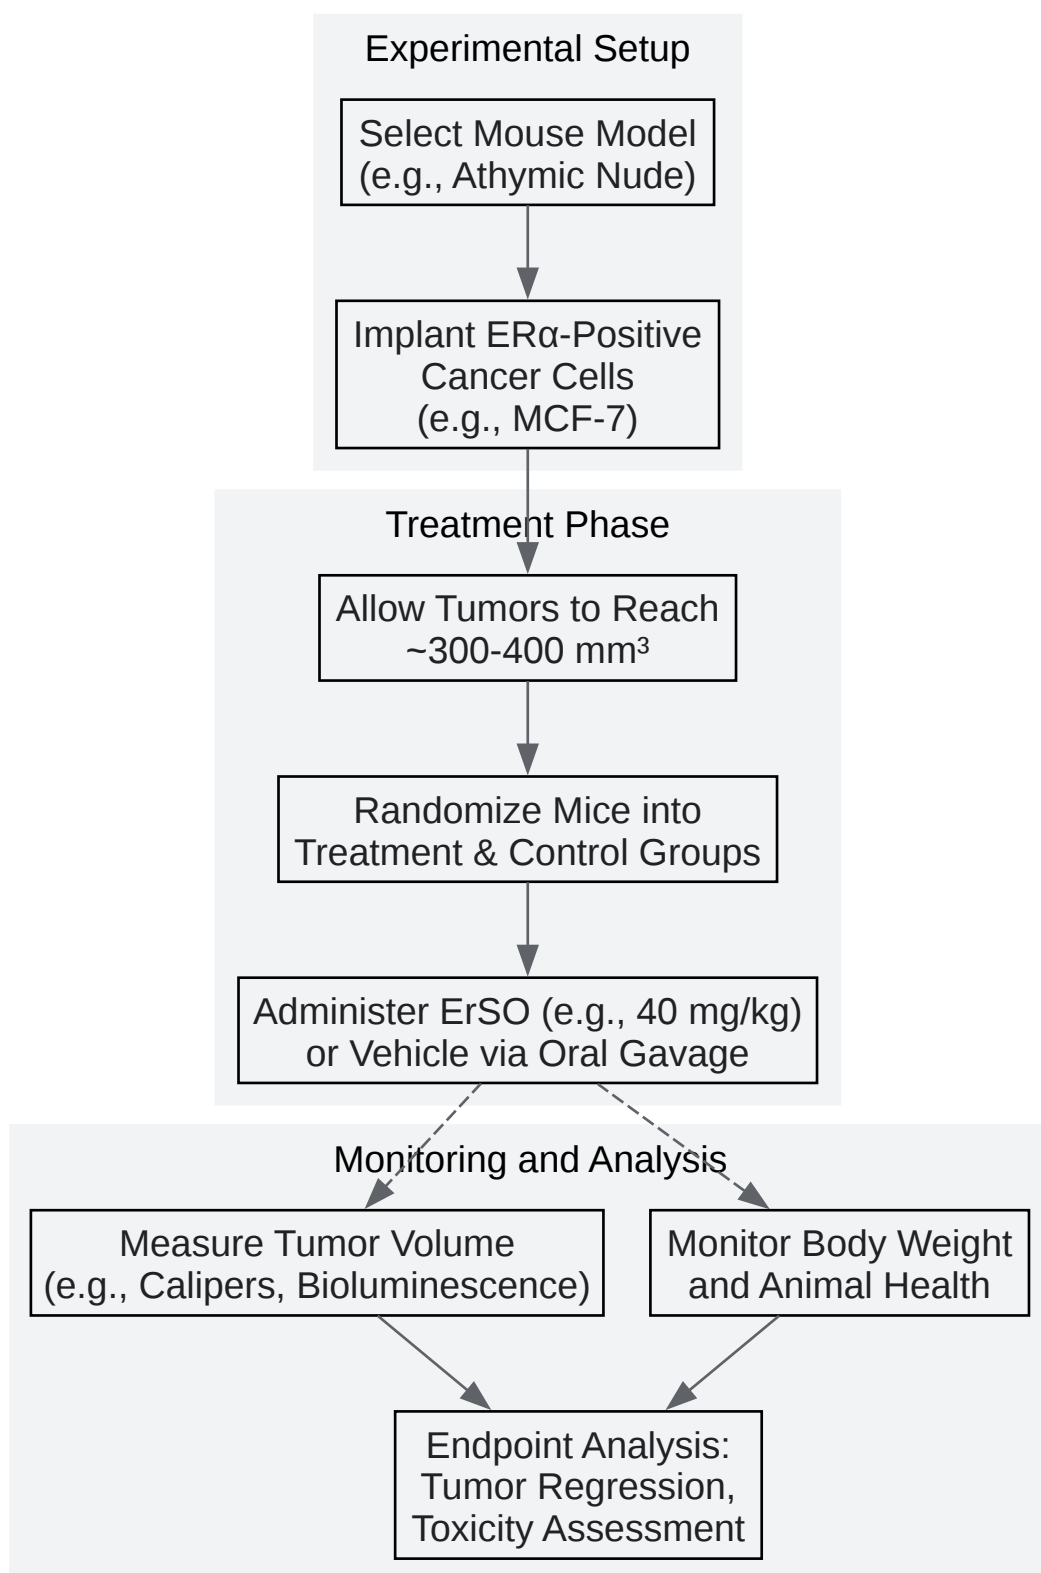 Experimental Setup
Select Mouse Model
(e.g., Athymic Nude)
Implant ERα-Positive
Cancer Cells
(e.g., MCF-7)
Treatment Phase
Allow Tumors to Reach
~300-400 mm³
Randomize Mice into
Treatment & Control Groups
Administer ErSO (e.g., 40 mg/kg)
or Vehicle via Oral Gavage
Monitoring and Analysis
Measure Tumor Volume
(e.g., Calipers, Bioluminescence)
Monitor Body Weight
and Animal Health
Endpoint Analysis:
Tumor Regression,
Toxicity Assessment